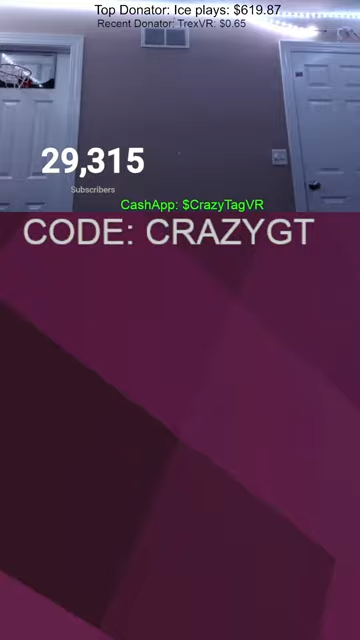 Top Donator: Ice plays: $619.87
Recent Donator: TrexVR: $0.65
29,315
Subscribers
CashApp: $CrazyTagVR
CODE: CRAZYGT